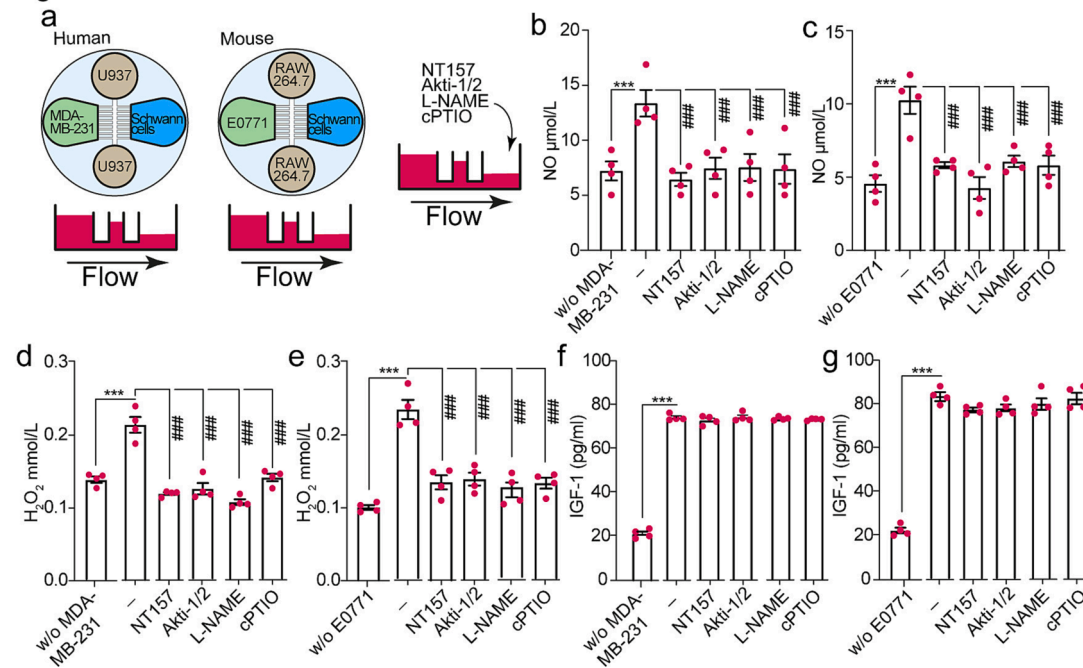 a
Human
U937
MDA-
MB-231
Schwann
cells
U937
Flow
Mouse
RAW
264.7
E0771
Schwann
cells
RAW
264.7
Flow
NT157
Akti-1/2
L-NAME
cPTIO
Flow
b
NO µmol/L
20
15
10
5
0
***
###
###
###
###
w/o MDA-
MB-231
–
NT157
Akti-1/2
L-NAME
cPTIO
c
NO µmol/L
15
10
5
0
***
###
###
###
###
w/o E0771
–
NT157
Akti-1/2
L-NAME
cPTIO
d
H₂O₂ mmol/L
0.3
0.2
0.1
0.0
***
###
###
###
###
w/o MDA-
MB-231
–
NT157
Akti-1/2
L-NAME
cPTIO
e
H₂O₂ mmol/L
0.3
0.2
0.1
0.0
***
###
###
###
###
w/o E0771
–
NT157
Akti-1/2
L-NAME
cPTIO
f
IGF-1 (pg/ml)
100
80
60
40
20
0
***
w/o MDA-
MB-231
–
NT157
Akti-1/2
L-NAME
cPTIO
g
IGF-1 (pg/ml)
100
80
60
40
20
0
***
w/o E0771
–
NT157
Akti-1/2
L-NAME
cPTIO